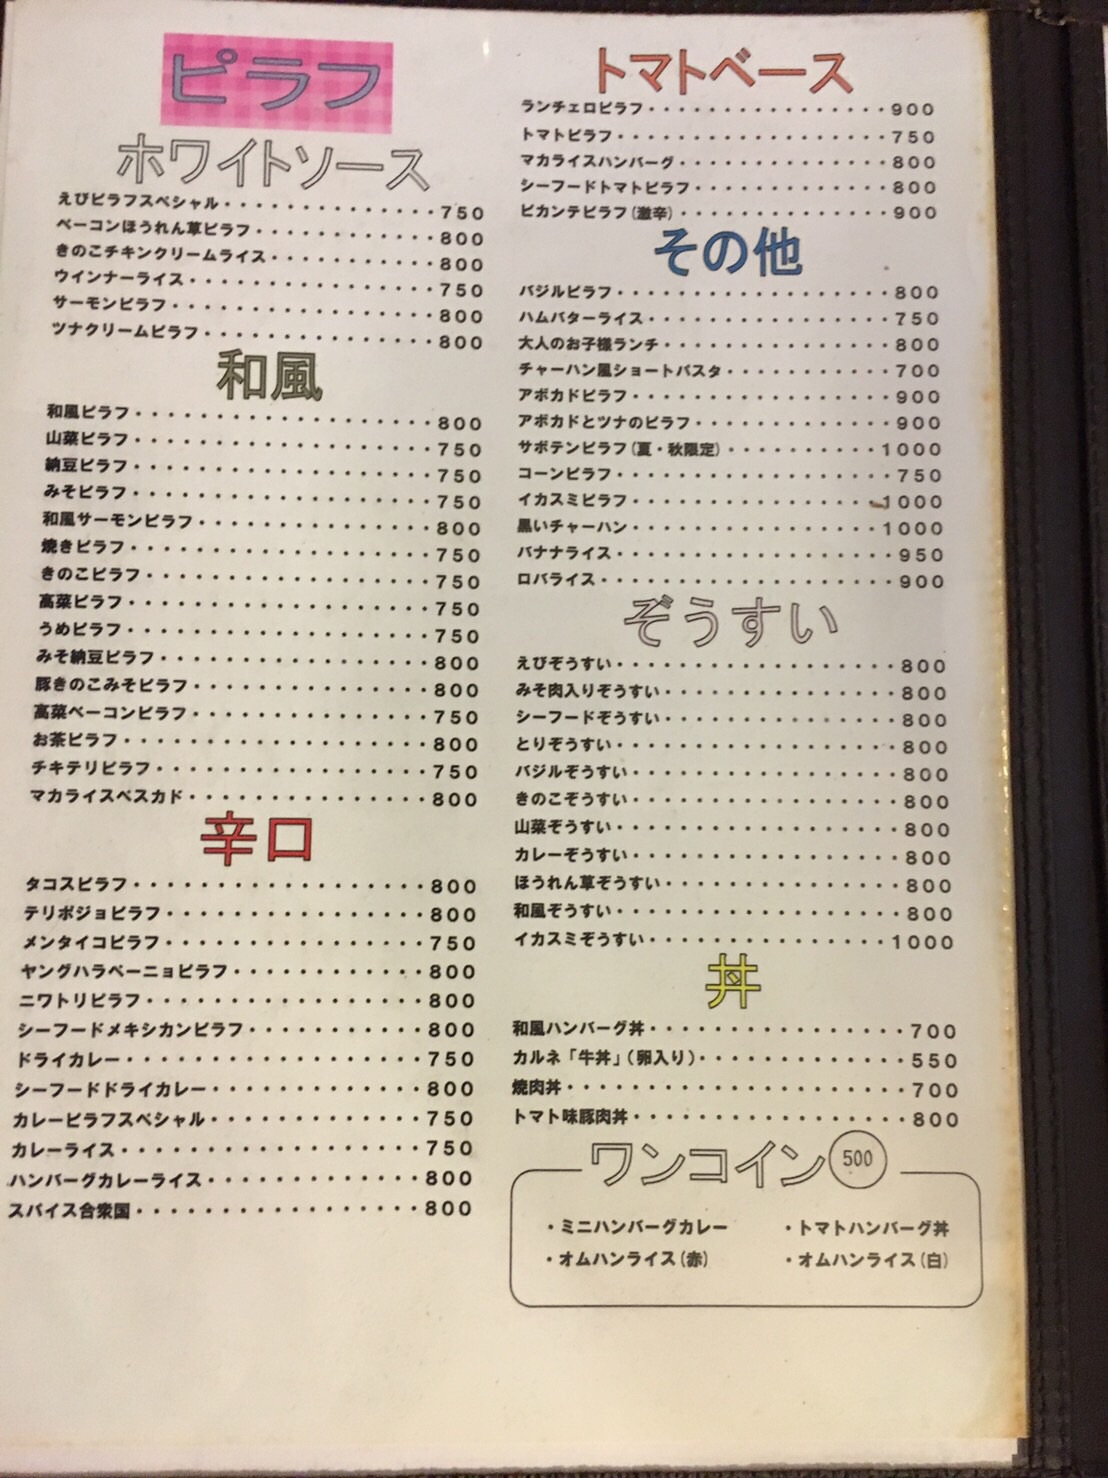 ピラフ
ホワイトソース
えびピラフスペシャル・・・・・・・・・・・・・750
ベーコンほうれん草ピラフ・・・・・・・・・・・800
きのこチキンクリームライス・・・・・・・・・・800
ウインナーライス・・・・・・・・・・・・・・・750
サーモンピラフ・・・・・・・・・・・・・・・・800
ツナクリームピラフ・・・・・・・・・・・・・・800
和風
和風ピラフ・・・・・・・・・・・・・・・・・・800
山菜ピラフ・・・・・・・・・・・・・・・・・・750
納豆ピラフ・・・・・・・・・・・・・・・・・・750
みそピラフ・・・・・・・・・・・・・・・・・・750
和風サーモンピラフ・・・・・・・・・・・・・・800
焼きピラフ・・・・・・・・・・・・・・・・・・750
きのこピラフ・・・・・・・・・・・・・・・・・750
高菜ピラフ・・・・・・・・・・・・・・・・・・750
うめピラフ・・・・・・・・・・・・・・・・・・750
みそ納豆ピラフ・・・・・・・・・・・・・・・・800
豚きのこみそピラフ・・・・・・・・・・・・・・800
高菜ベーコンピラフ・・・・・・・・・・・・・・750
お茶ピラフ・・・・・・・・・・・・・・・・・・800
チキテリピラフ・・・・・・・・・・・・・・・・750
マカライスペスカド・・・・・・・・・・・・・・800
辛口
タコスピラフ・・・・・・・・・・・・・・・・・800
テリポジョピラフ・・・・・・・・・・・・・・・800
メンタイコピラフ・・・・・・・・・・・・・・・750
ヤングハラペーニョピラフ・・・・・・・・・・・800
ニワトリピラフ・・・・・・・・・・・・・・・・800
シーフードメキシカンピラフ・・・・・・・・・・800
ドライカレー・・・・・・・・・・・・・・・・・750
シーフードドライカレー・・・・・・・・・・・・800
カレーピラフスペシャル・・・・・・・・・・・・750
カレーライス・・・・・・・・・・・・・・・・・750
ハンバーグカレーライス・・・・・・・・・・・・800
スパイス合衆国・・・・・・・・・・・・・・・・800
トマトベース
ランチェロピラフ・・・・・・・・・・・・・・・900
トマトピラフ・・・・・・・・・・・・・・・・・750
マカライスハンバーグ・・・・・・・・・・・・・800
シーフードトマトピラフ・・・・・・・・・・・・800
ピカンテピラフ(激辛)・・・・・・・・・・・・・900
その他
バジルピラフ・・・・・・・・・・・・・・・・・800
ハムバターライス・・・・・・・・・・・・・・・750
大人のお子様ランチ・・・・・・・・・・・・・・800
チャーハン風ショートパスタ・・・・・・・・・・700
アボカドピラフ・・・・・・・・・・・・・・・・900
アボカドとツナのピラフ・・・・・・・・・・・・900
サボテンピラフ(夏・秋限定)・・・・・・・・・1000
コーンピラフ・・・・・・・・・・・・・・・・・750
イカスミピラフ・・・・・・・・・・・・・・・1000
黒いチャーハン・・・・・・・・・・・・・・・1000
バナナライス・・・・・・・・・・・・・・・・・950
ロバライス・・・・・・・・・・・・・・・・・・900
ぞうすい
えびぞうすい・・・・・・・・・・・・・・・・・800
みそ肉入りぞうすい・・・・・・・・・・・・・・800
シーフードぞうすい・・・・・・・・・・・・・・800
とりぞうすい・・・・・・・・・・・・・・・・・800
バジルぞうすい・・・・・・・・・・・・・・・・800
きのこぞうすい・・・・・・・・・・・・・・・・800
山菜ぞうすい・・・・・・・・・・・・・・・・・800
カレーぞうすい・・・・・・・・・・・・・・・・800
ほうれん草ぞうすい・・・・・・・・・・・・・・800
和風ぞうすい・・・・・・・・・・・・・・・・・800
イカスミぞうすい・・・・・・・・・・・・・・1000
丼
和風ハンバーグ丼・・・・・・・・・・・・・・・700
カルネ「牛丼」(卵入り)・・・・・・・・・・・・550
焼肉丼・・・・・・・・・・・・・・・・・・・・700
トマト味豚肉丼・・・・・・・・・・・・・・・・800
ワンコイン 500
・ミニハンバーグカレー ・トマトハンバーグ丼
・オムハンライス(赤) ・オムハンライス(白)